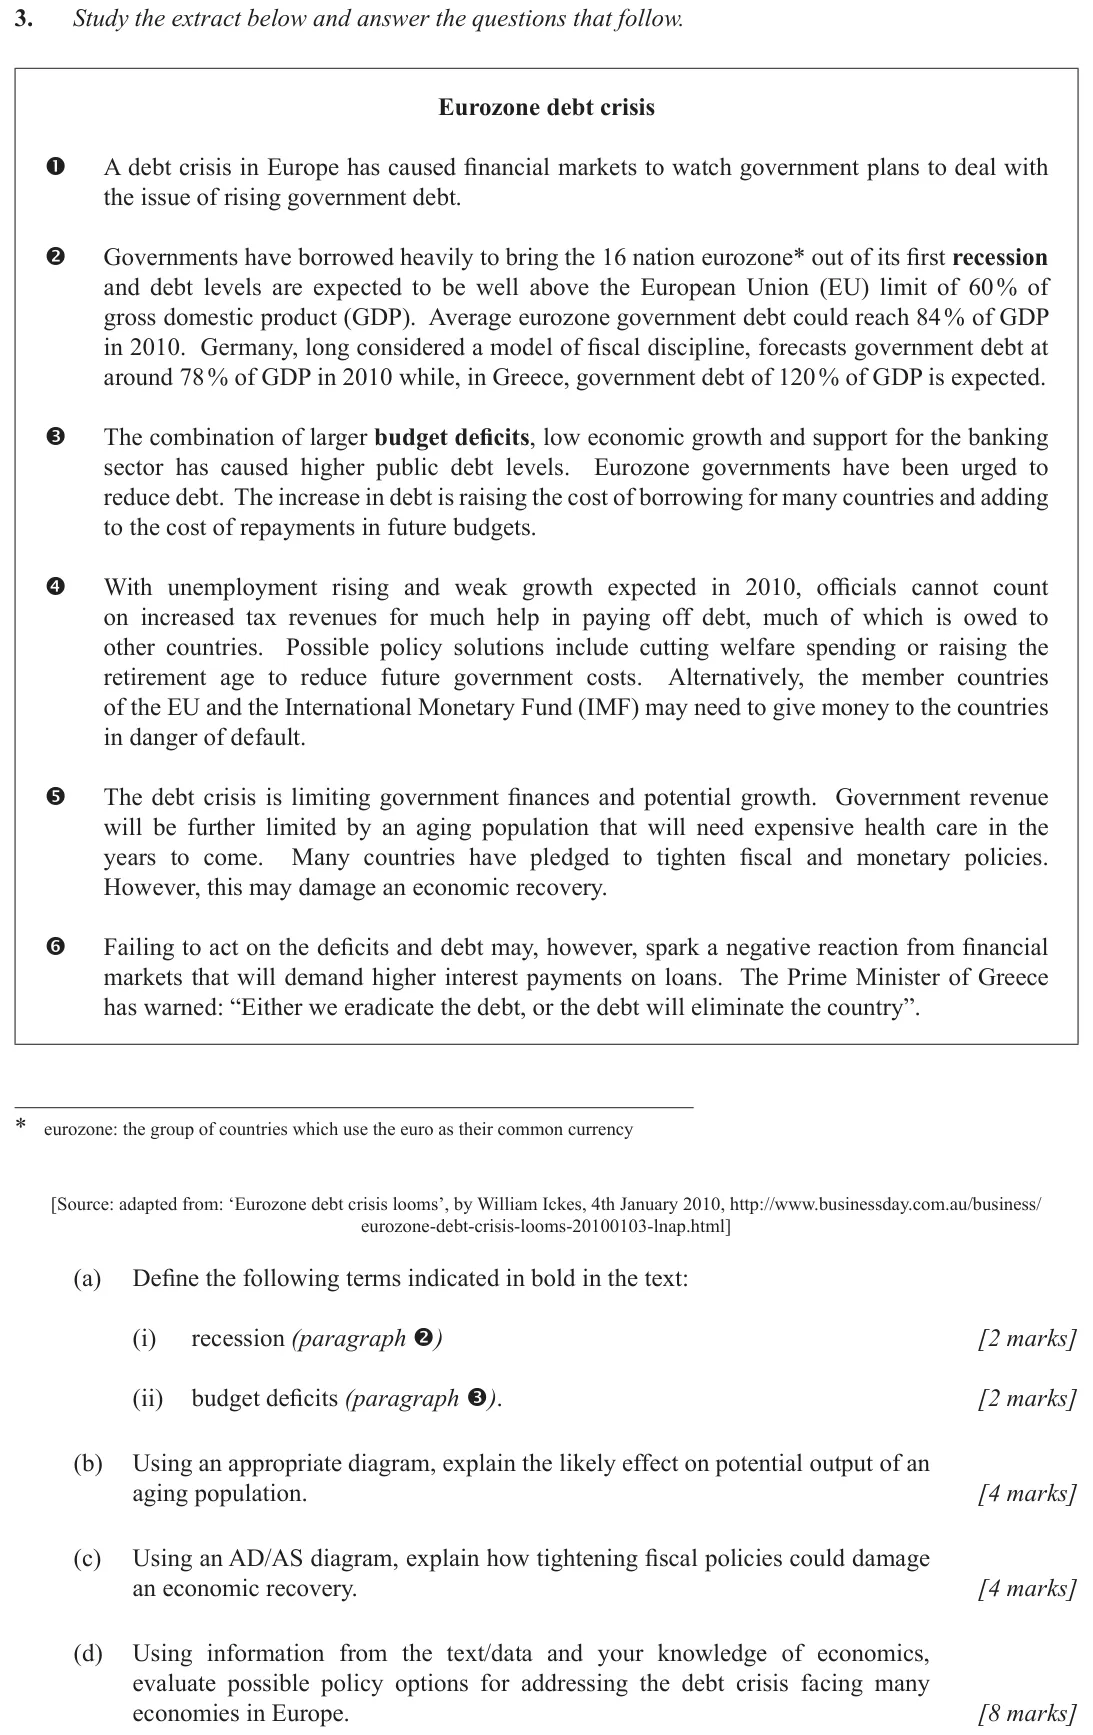 3. Study the extract below and answer the questions that follow.
Eurozone debt crisis
❶ A debt crisis in Europe has caused financial markets to watch government plans to deal with
the issue of rising government debt.
❷ Governments have borrowed heavily to bring the 16 nation eurozone* out of its first recession
and debt levels are expected to be well above the European Union (EU) limit of 60% of
gross domestic product (GDP). Average eurozone government debt could reach 84% of GDP
in 2010. Germany, long considered a model of fiscal discipline, forecasts government debt at
around 78% of GDP in 2010 while, in Greece, government debt of 120% of GDP is expected.
❸ The combination of larger budget deficits, low economic growth and support for the banking
sector has caused higher public debt levels. Eurozone governments have been urged to
reduce debt. The increase in debt is raising the cost of borrowing for many countries and adding
to the cost of repayments in future budgets.
❹ With unemployment rising and weak growth expected in 2010, officials cannot count
on increased tax revenues for much help in paying off debt, much of which is owed to
other countries. Possible policy solutions include cutting welfare spending or raising the
retirement age to reduce future government costs. Alternatively, the member countries
of the EU and the International Monetary Fund (IMF) may need to give money to the countries
in danger of default.
❺ The debt crisis is limiting government finances and potential growth. Government revenue
will be further limited by an aging population that will need expensive health care in the
years to come. Many countries have pledged to tighten fiscal and monetary policies.
However, this may damage an economic recovery.
❻ Failing to act on the deficits and debt may, however, spark a negative reaction from financial
markets that will demand higher interest payments on loans. The Prime Minister of Greece
has warned: “Either we eradicate the debt, or the debt will eliminate the country”.
* eurozone: the group of countries which use the euro as their common currency
[Source: adapted from: ‘Eurozone debt crisis looms’, by William Ickes, 4th January 2010, http://www.businessday.com.au/business/
eurozone-debt-crisis-looms-20100103-lnap.html]
(a) Define the following terms indicated in bold in the text:
(i) recession (paragraph ❷) [2 marks]
(ii) budget deficits (paragraph ❸). [2 marks]
(b) Using an appropriate diagram, explain the likely effect on potential output of an
aging population. [4 marks]
(c) Using an AD/AS diagram, explain how tightening fiscal policies could damage
an economic recovery. [4 marks]
(d) Using information from the text/data and your knowledge of economics,
evaluate possible policy options for addressing the debt crisis facing many
economies in Europe. [8 marks]